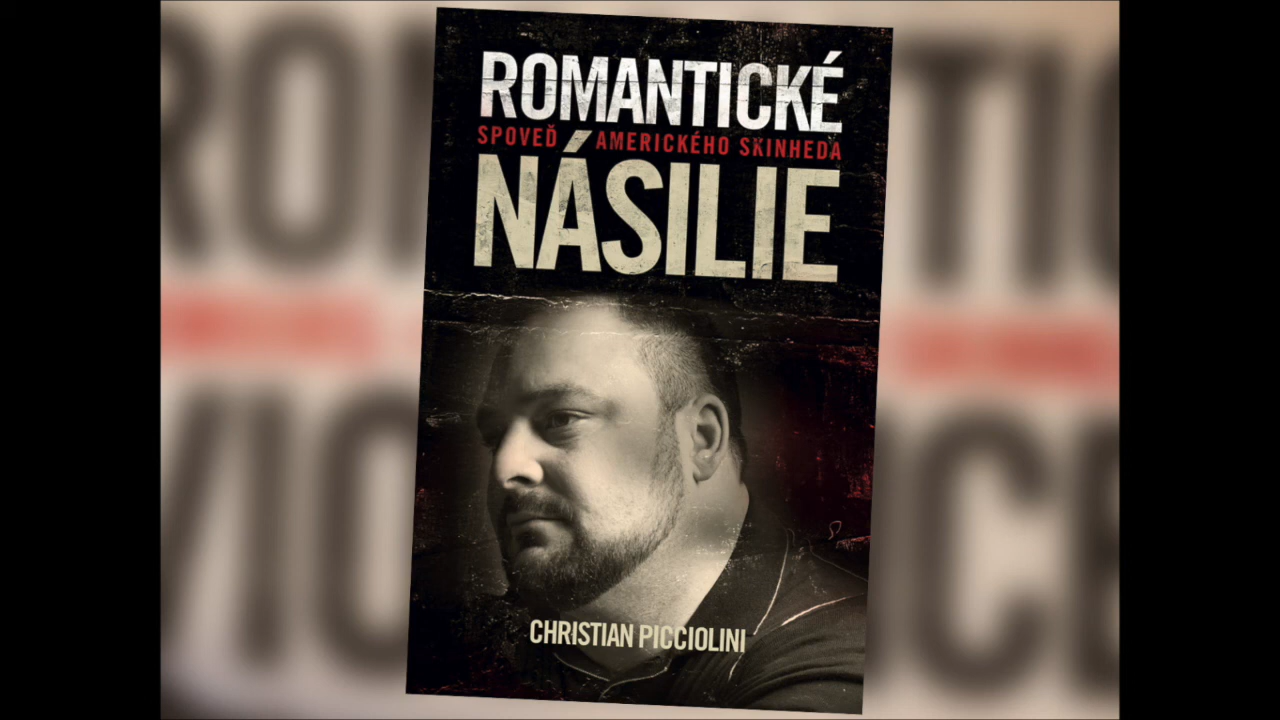 ROMANTICKÉ
SPOVEĎ AMERICKÉHO SKINHEDA
NÁSILIE
CHRISTIAN PICCIOLINI